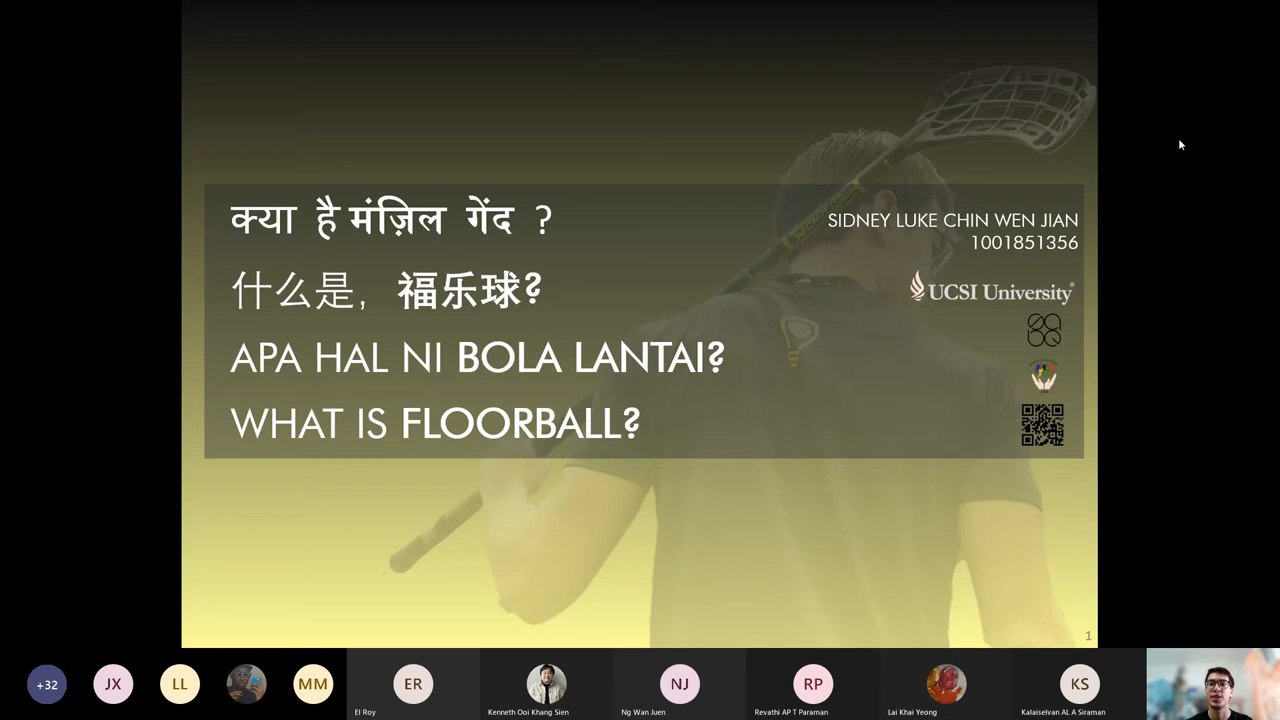 क्या है मंज़िल गेंद ?
什么是，福乐球?
APA HAL NI BOLA LANTAI?
WHAT IS FLOORBALL?
SIDNEY LUKE CHIN WEN JIAN
1001851356
UCSI University
1
+32
JX
LL
MM
ER
El Roy
Kenneth Ooi Khang Sien
NJ
Ng Wan Juen
RP
Revathi AP T Paraman
Lai Khai Yeong
KS
Kalaiselvan AL A Siraman